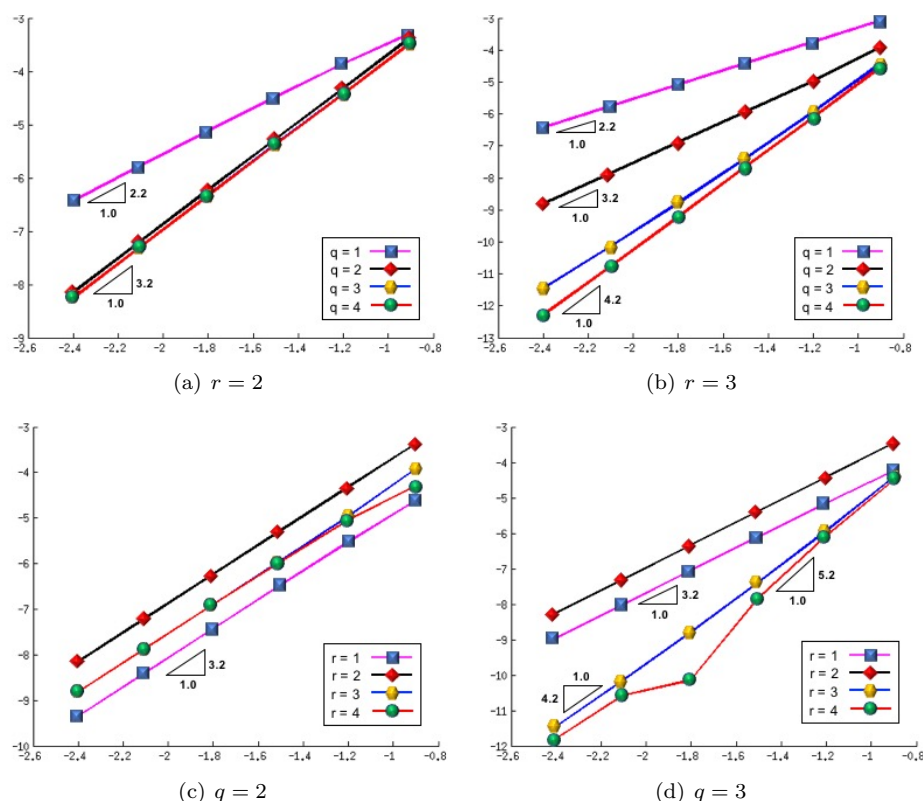 -3
-4
-5
-6
-7
-8
-9
-2.6 -2.4 -2.2 -2 -1.8 -1.6 -1.4 -1.2 -1 -0.8
2.2
1.0
3.2
1.0
q = 1
q = 2
q = 3
q = 4
(a) r = 2
-3
-4
-5
-6
-7
-8
-9
-10
-11
-12
-13
-2.6 -2.4 -2.2 -2 -1.8 -1.6 -1.4 -1.2 -1 -0.8
2.2
1.0
3.2
1.0
4.2
1.0
q = 1
q = 2
q = 3
q = 4
(b) r = 3
-3
-4
-5
-6
-7
-8
-9
-10
-2.6 -2.4 -2.2 -2 -1.8 -1.6 -1.4 -1.2 -1 -0.8
3.2
1.0
r = 1
r = 2
r = 3
r = 4
(c) q = 2
-3
-4
-5
-6
-7
-8
-9
-10
-11
-12
-2.6 -2.4 -2.2 -2 -1.8 -1.6 -1.4 -1.2 -1 -0.8
3.2
1.0
5.2
1.0
1.0
4.2
r = 1
r = 2
r = 3
r = 4
(d) q = 3